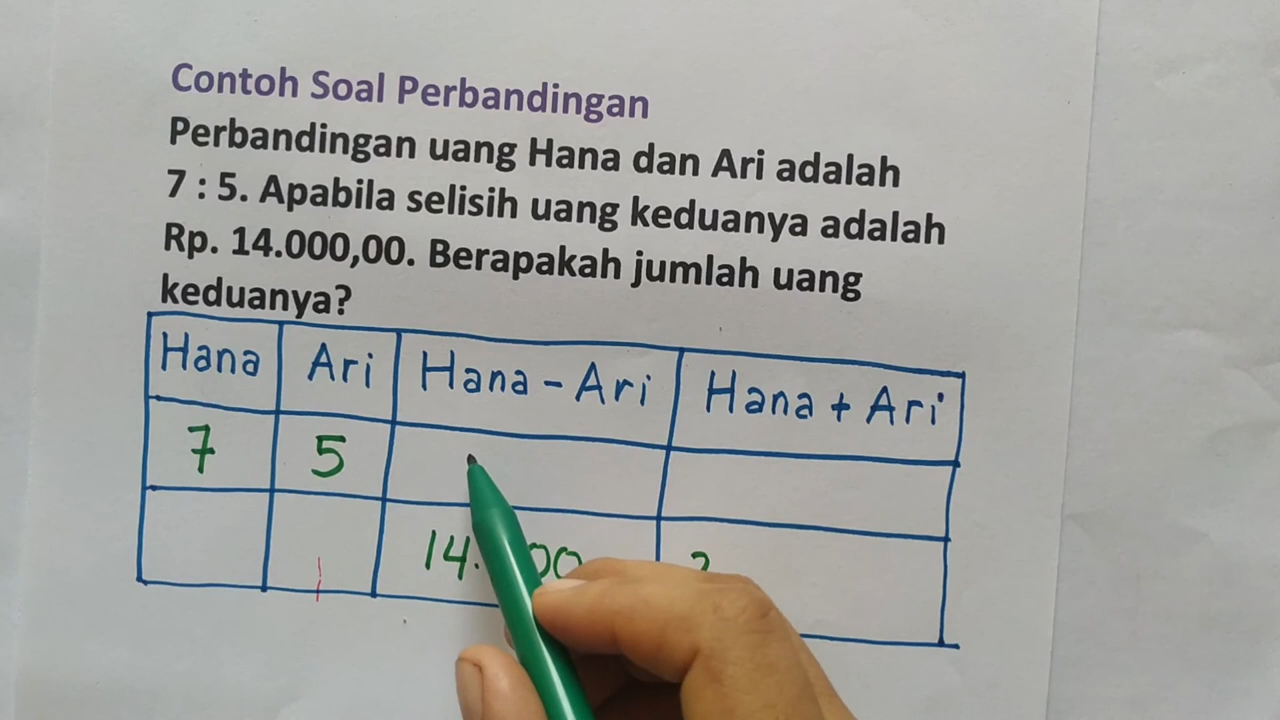 Contoh Soal Perbandingan
Perbandingan uang Hana dan Ari adalah
7 : 5. Apabila selisih uang keduanya adalah
Rp. 14.000,00. Berapakah jumlah uang
keduanya?
Hana Ari Hana - Ari Hana + Ari
7 5